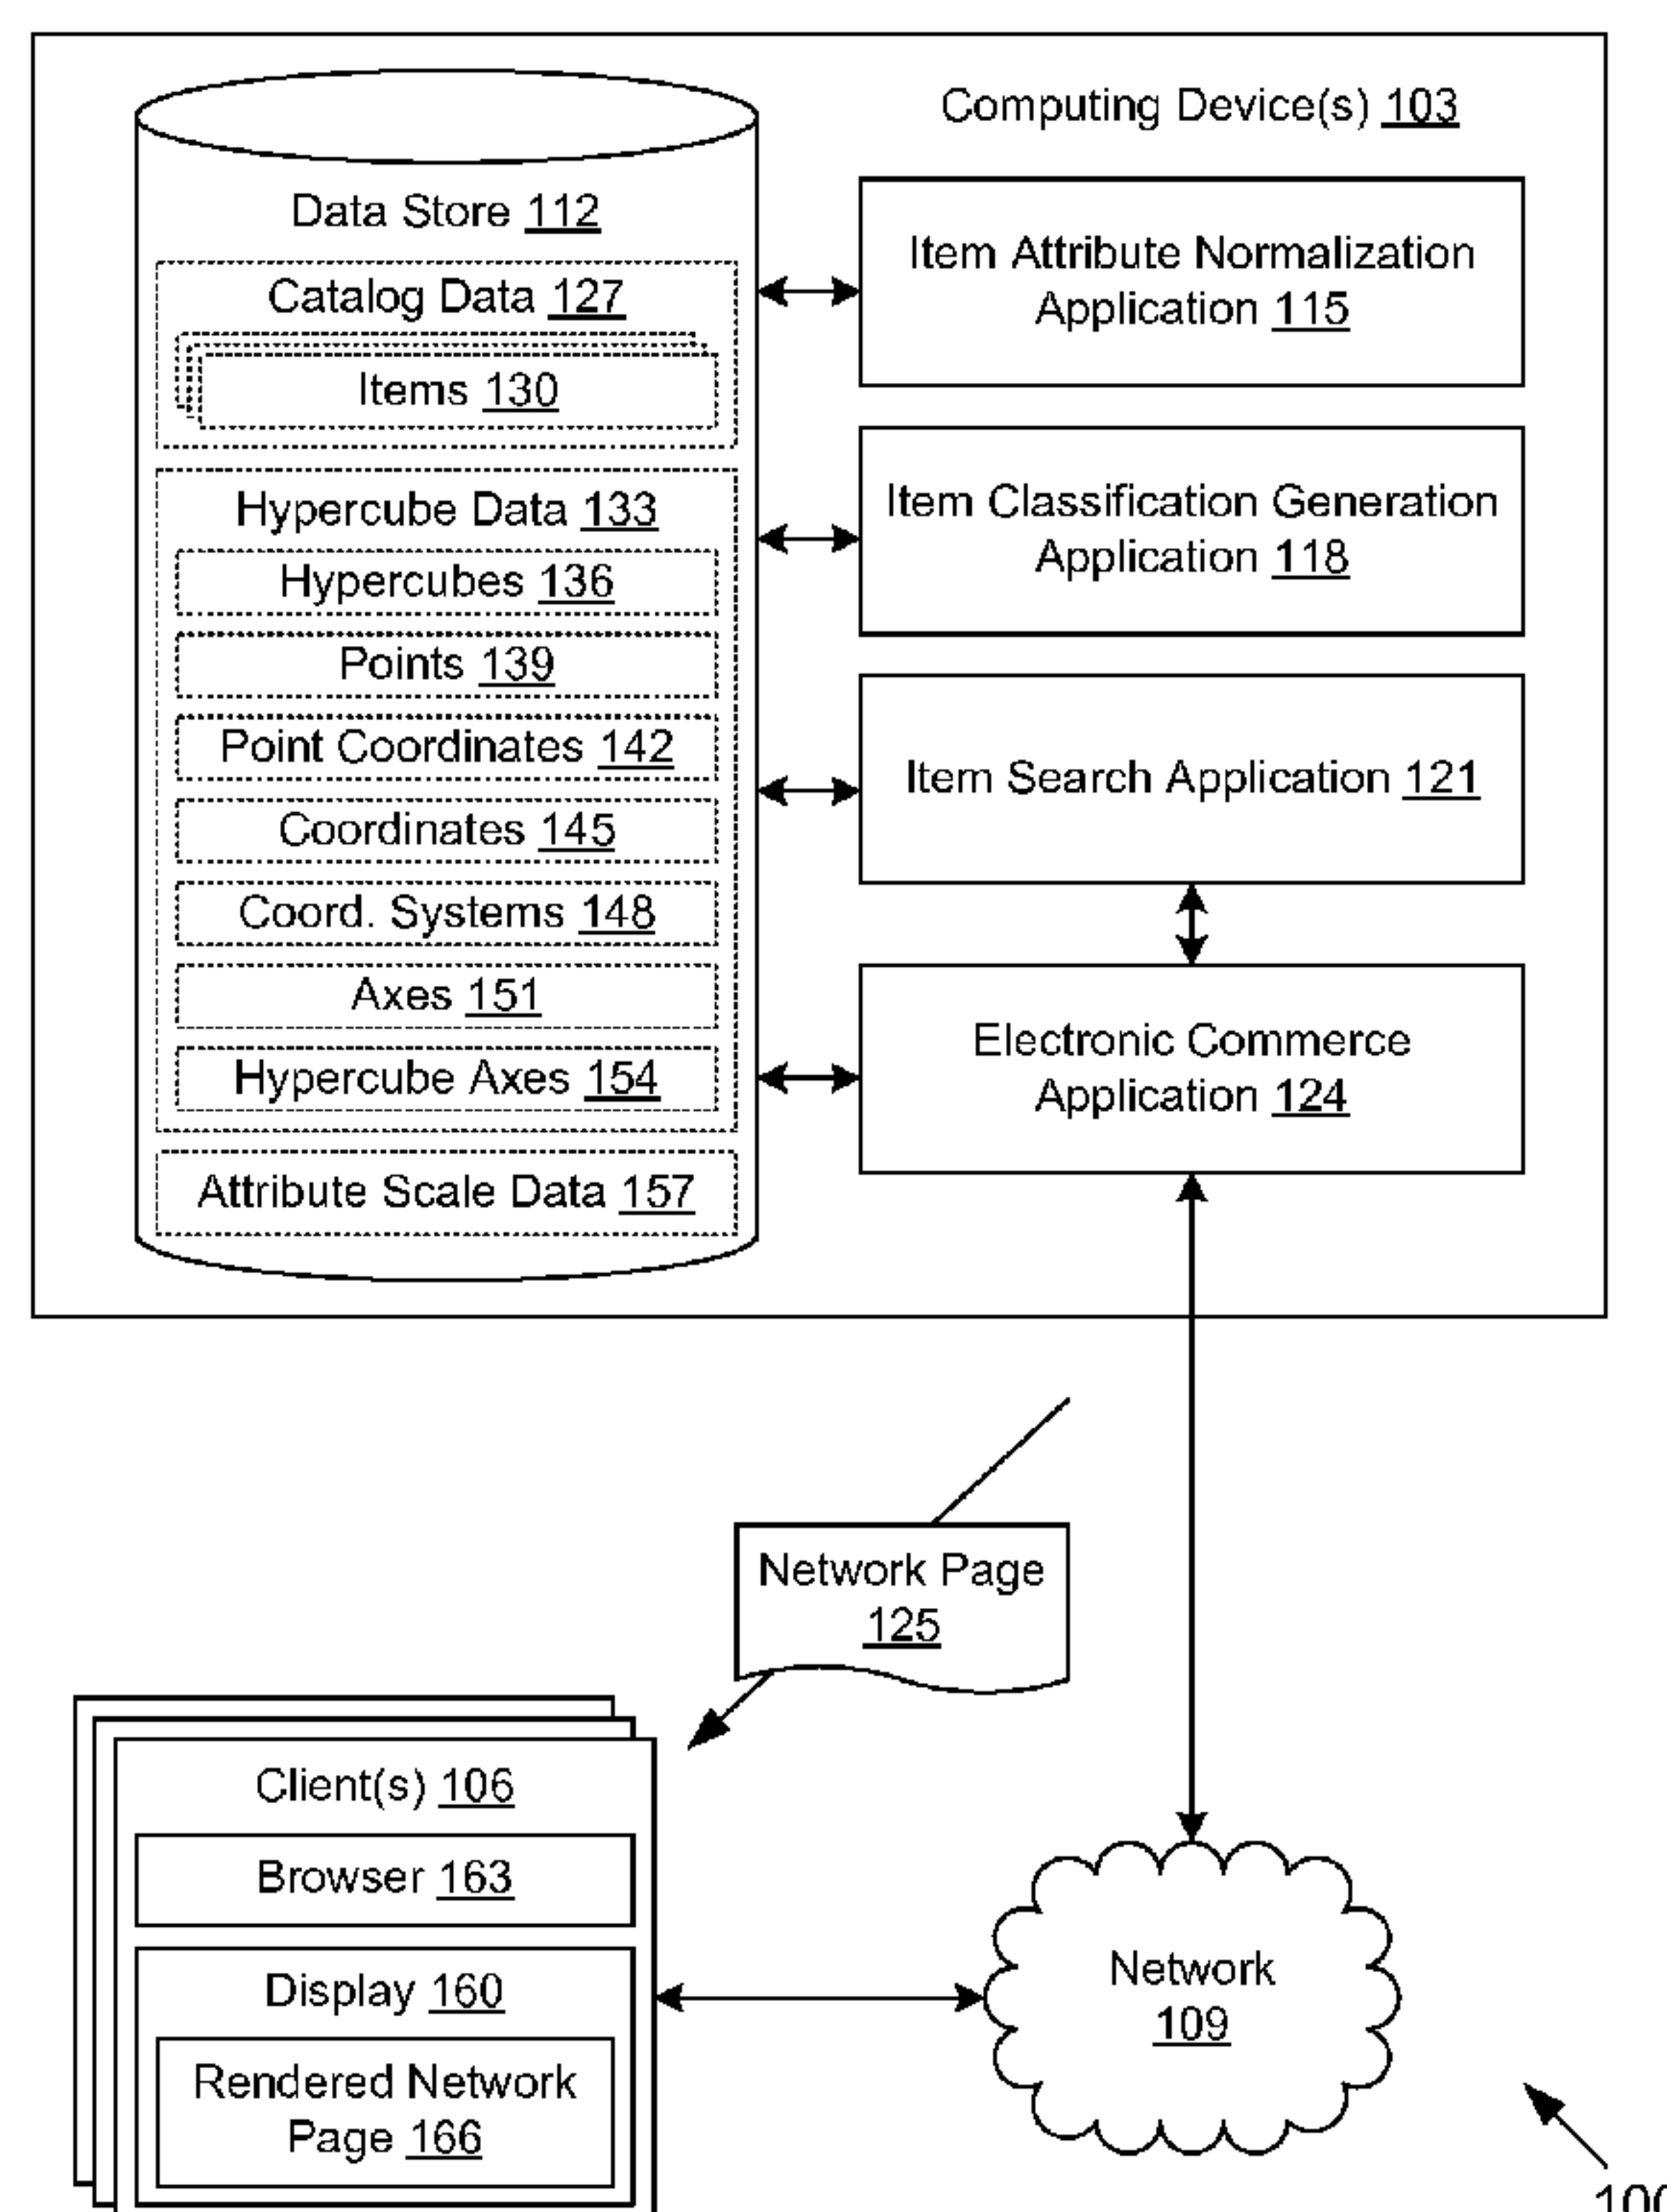 Computing Device(s) 103
Data Store 112
Catalog Data 127
Items 130
Hypercube Data 133
Hypercubes 136
Points 139
Point Coordinates 142
Coordinates 145
Coord. Systems 148
Axes 151
Hypercube Axes 154
Attribute Scale Data 157
Item Attribute Normalization
Application 115
Item Classification Generation
Application 118
Item Search Application 121
Electronic Commerce
Application 124
Network Page
125
Client(s) 106
Browser 163
Display 160
Rendered Network
Page 166
Network
109
100